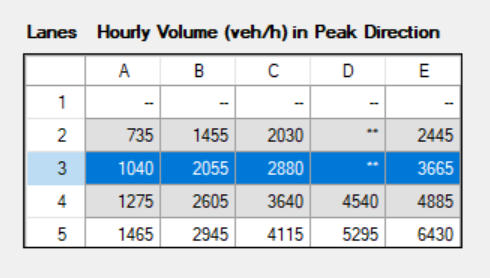 Lanes Hourly Volume (veh/h) in Peak Direction
A B C D E
1 -- -- -- -- --
2 735 1455 2030 ** 2445
3 1040 2055 2880 ** 3665
4 1275 2605 3640 4540 4885
5 1465 2945 4115 5295 6430